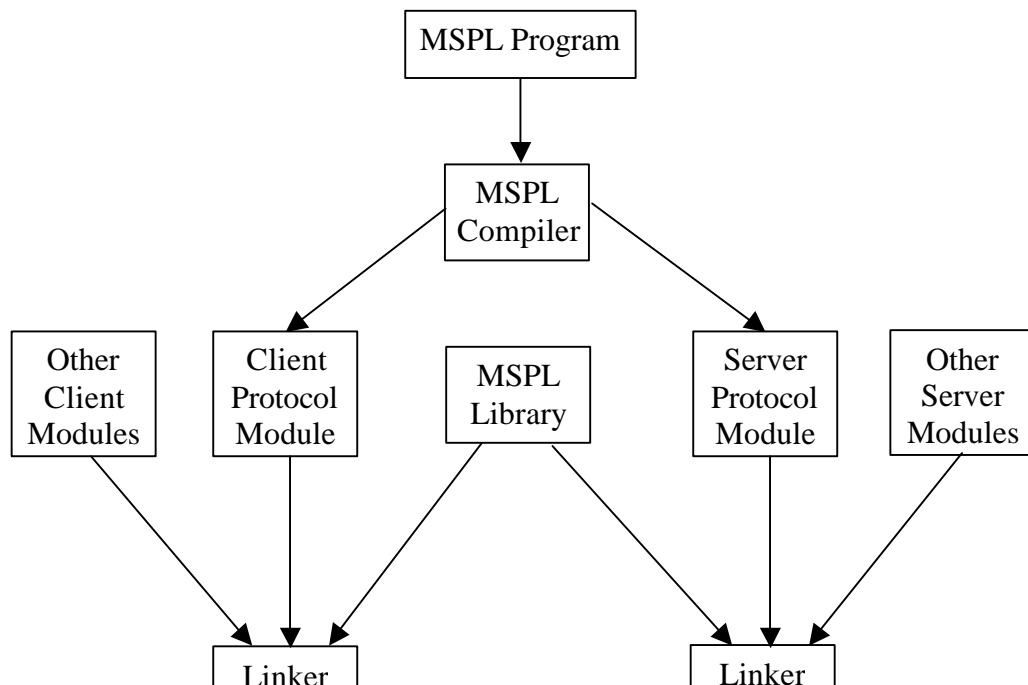 MSPL Program
MSPL
Compiler
Other
Client
Modules
Client
Protocol
Module
MSPL
Library
Server
Protocol
Module
Other
Server
Modules
Linker
Linker